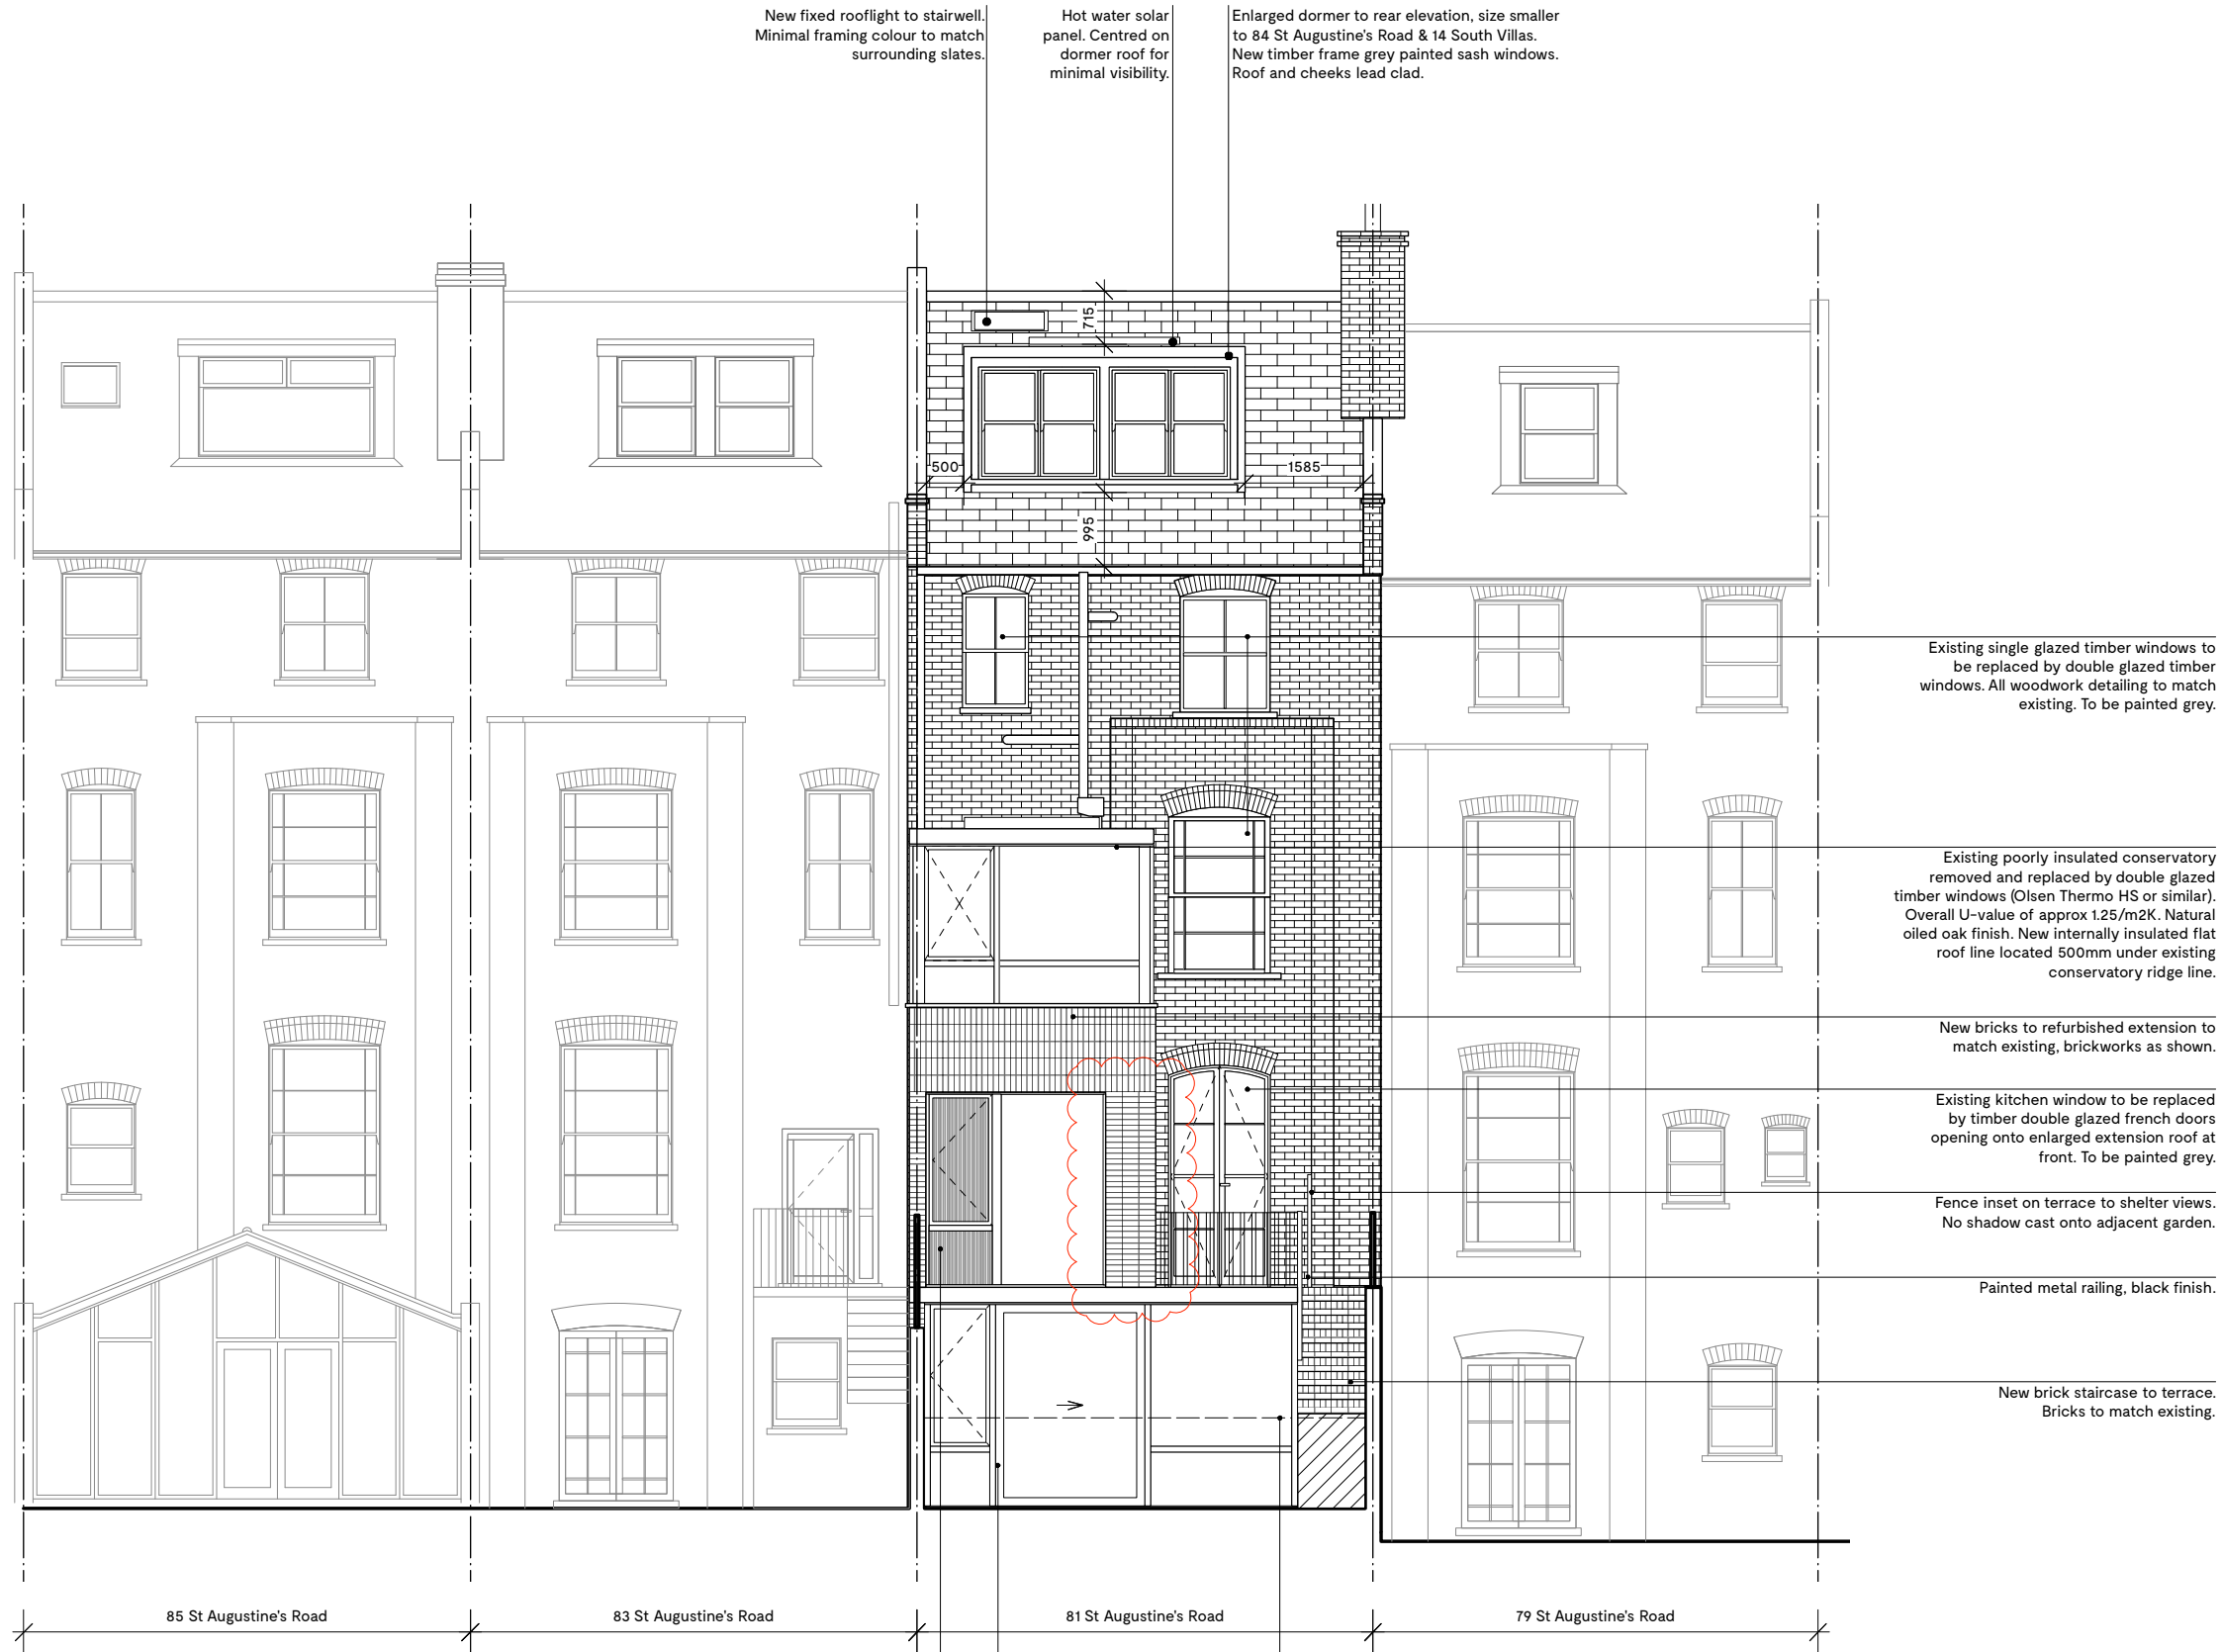 New fixed rooflight to stairwell.
Minimal framing colour to match
surrounding slates.
Hot water solar
panel. Centred on
dormer roof for
minimal visibility.
Enlarged dormer to rear elevation, size smaller
to 84 St Augustine's Road & 14 South Villas.
New timber frame grey painted sash windows.
Roof and cheeks lead clad.
715
500
1585
995
Existing single glazed timber windows to
be replaced by double glazed timber
windows. All woodwork detailing to match
existing. To be painted grey.
Existing poorly insulated conservatory
removed and replaced by double glazed
timber windows (Olsen Thermo HS or similar).
Overall U-value of approx 1.25/m2K. Natural
oiled oak finish. New internally insulated flat
roof line located 500mm under existing
conservatory ridge line.
New bricks to refurbished extension to
match existing, brickworks as shown.
Existing kitchen window to be replaced
by timber double glazed french doors
opening onto enlarged extension roof at
front. To be painted grey.
Fence inset on terrace to shelter views.
No shadow cast onto adjacent garden.
Painted metal railing, black finish.
New brick staircase to terrace.
Bricks to match existing.
85 St Augustine's Road
83 St Augustine's Road
81 St Augustine's Road
79 St Augustine's Road